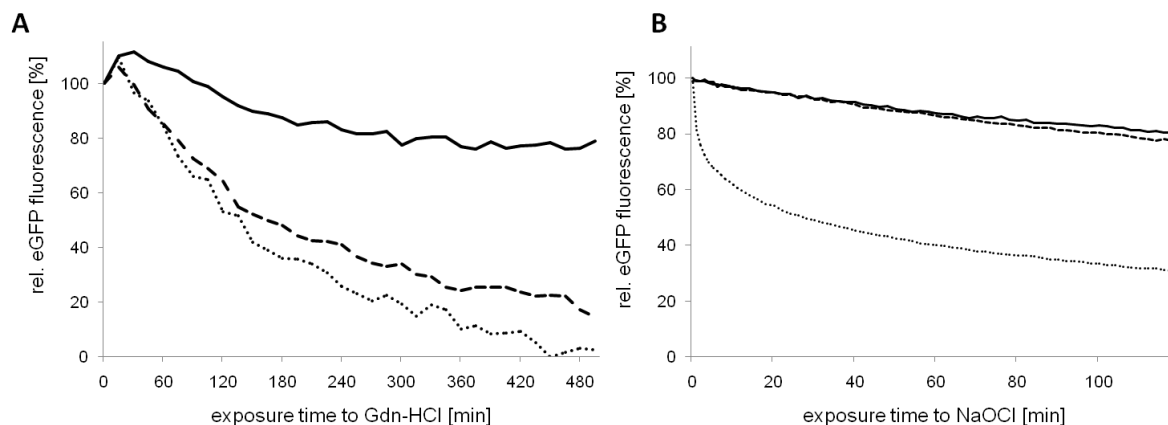 A
rel. eGFP fluorescence [%]
100
80
60
40
20
0
0 60 120 180 240 300 360 420 480
exposure time to Gdn-HCl [min]
B
rel. eGFP fluorescence [%]
100
80
60
40
20
0
0 20 40 60 80 100
exposure time to NaOCl [min]